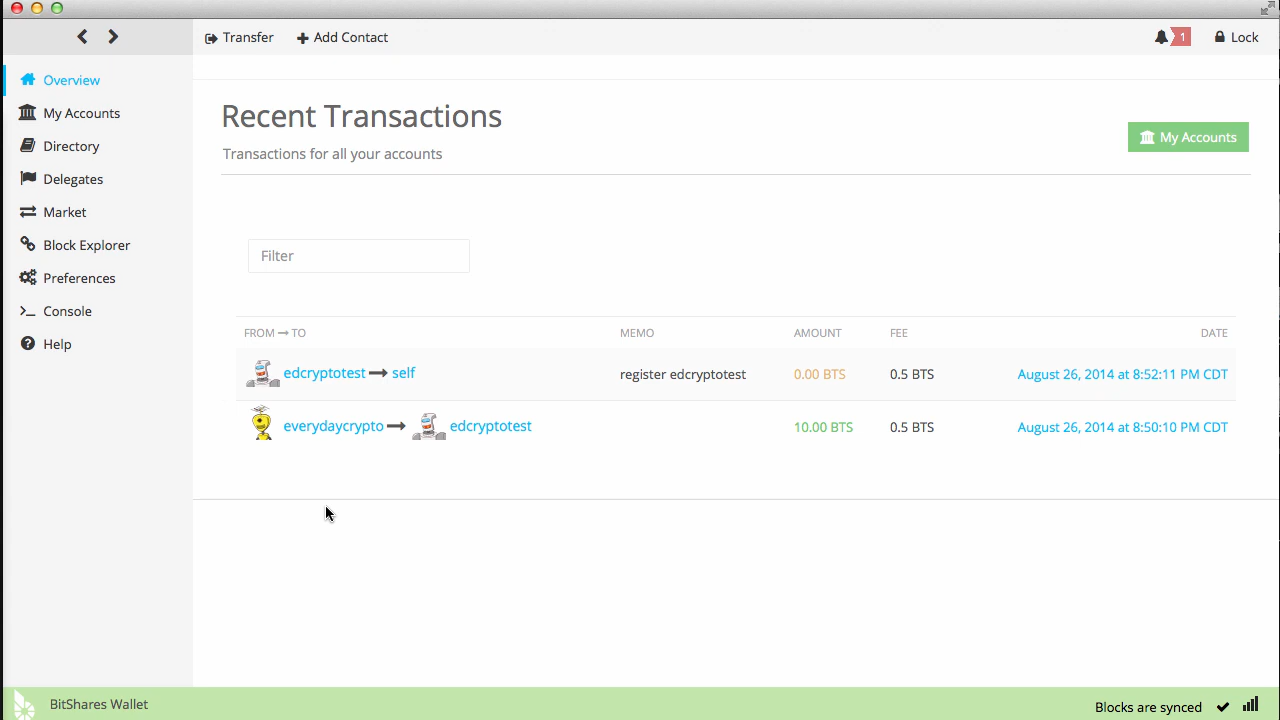 Transfer Add Contact 1 Lock
Overview
My Accounts
Directory
Delegates
Market
Block Explorer
Preferences
Console
Help
Recent Transactions
Transactions for all your accounts
My Accounts
Filter
FROM → TO MEMO AMOUNT FEE DATE
edcryptotest → self register edcryptotest 0.00 BTS 0.5 BTS August 26, 2014 at 8:52:11 PM CDT
everydaycrypto → edcryptotest 10.00 BTS 0.5 BTS August 26, 2014 at 8:50:10 PM CDT
BitShares Wallet Blocks are synced